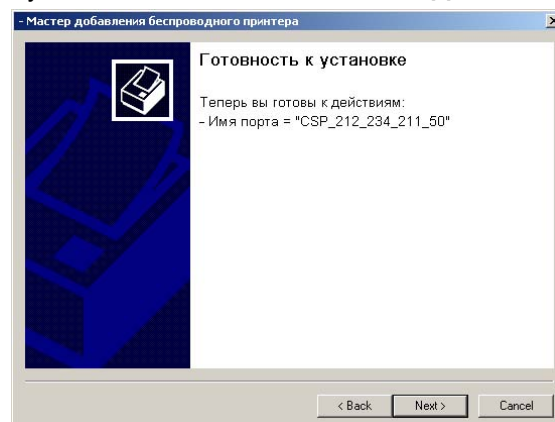 - Мастер добавления беспроводного принтера
Готовность к установке
Теперь вы готовы к действиям:
- Имя порта = "CSP_212_234_211_50"
< Back
Next >
Cancel